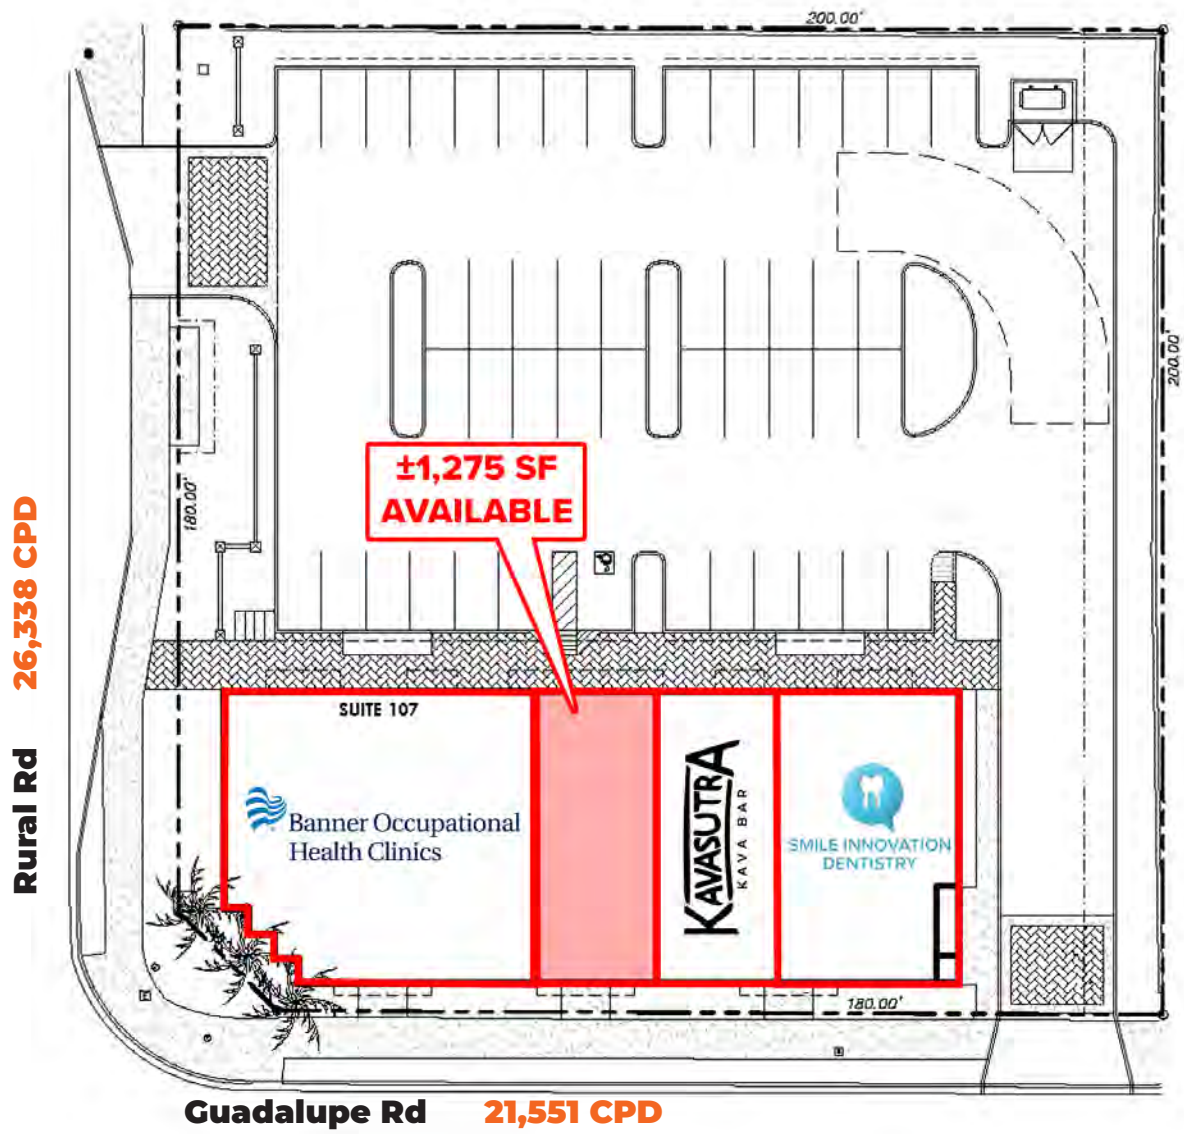 200.00'
200.00'
±1,275 SF
AVAILABLE
180.00'
26,338 CPD
Rural Rd
SUITE 107
Banner Occupational
Health Clinics
KAVASUTRA
KAVA BAR
SMILE INNOVATION
DENTISTRY
180.00'
Guadalupe Rd 21,551 CPD